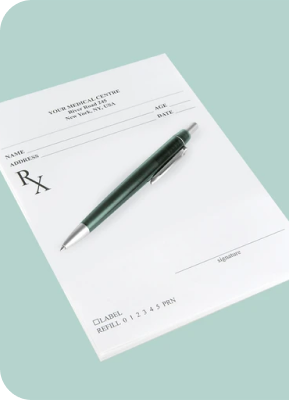 YOUR MEDICAL CENTRE
River Road 245
New York, NY, USA
NAME AGE
ADDRESS DATE
Rx
signature
LABEL
REFILL 0 1 2 3 4 5 PRN